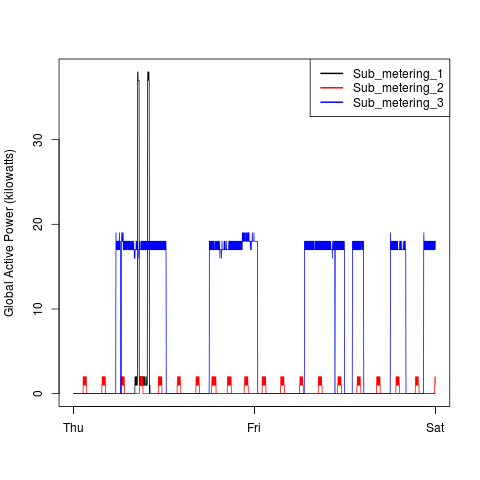 Sub_metering_1
Sub_metering_2
Sub_metering_3
Global Active Power (kilowatts)
30
20
10
0
Thu Fri Sat